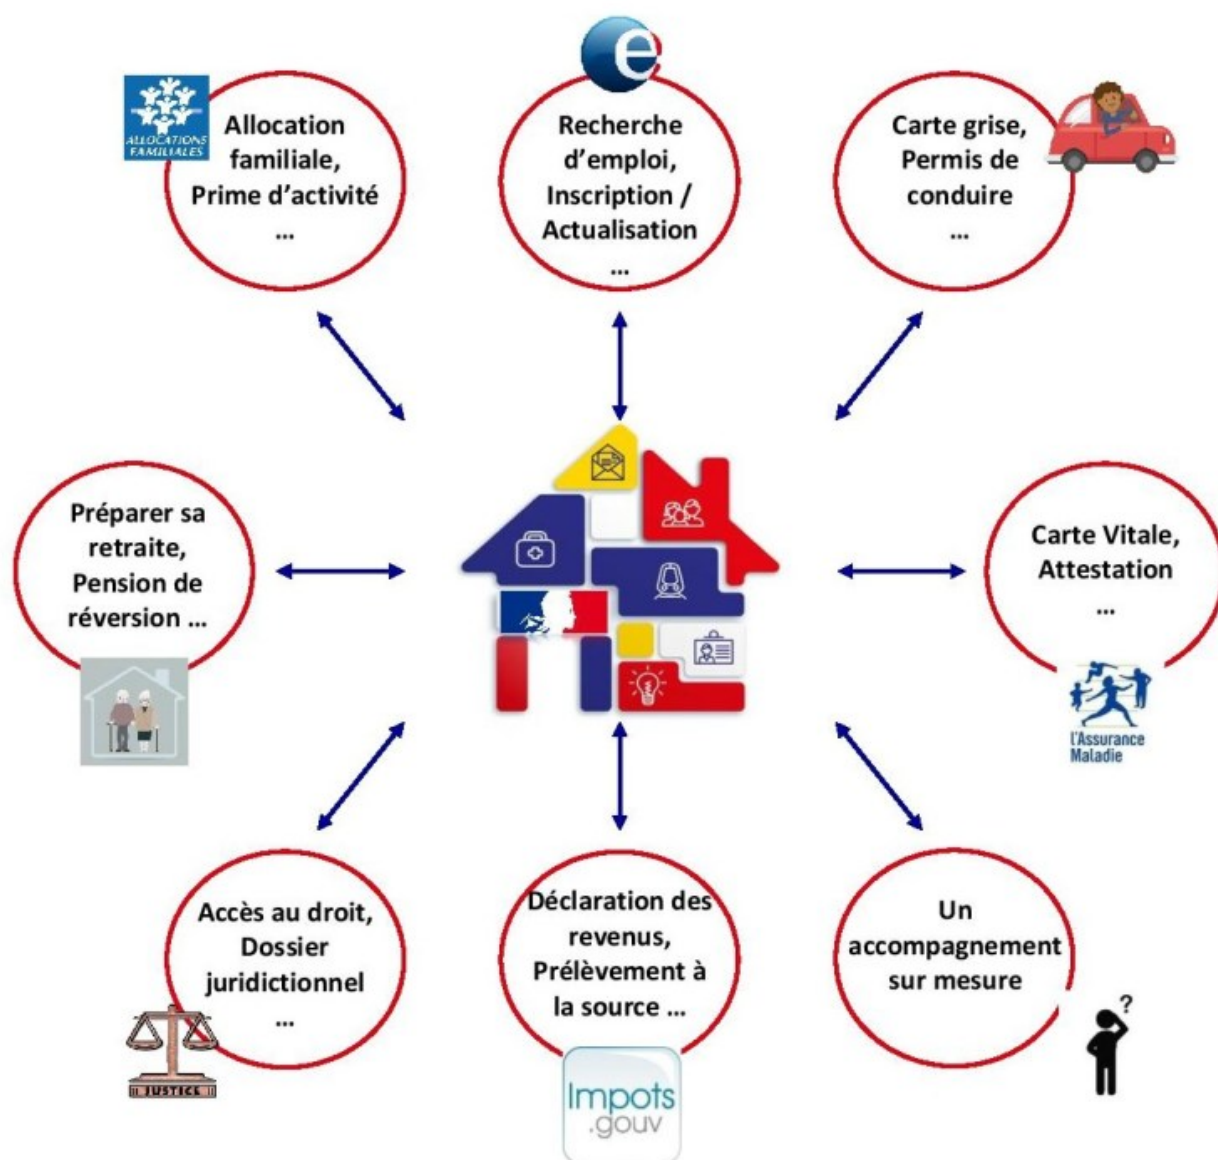 ALLOCATIONS
FAMILIALES
Allocation
familiale,
Prime d'activité
...
e
Recherche
d'emploi,
Inscription /
Actualisation
...
Carte grise,
Permis de
conduire
...
Préparer sa
retraite,
Pension de
réversion ...
Carte Vitale,
Attestation
...
l'Assurance
Maladie
Accès au droit,
Dossier
juridictionnel
...
JUSTICE
Déclaration des
revenus,
Prélèvement à
la source ...
Impots
.gouv
Un
accompagnement
sur mesure
?